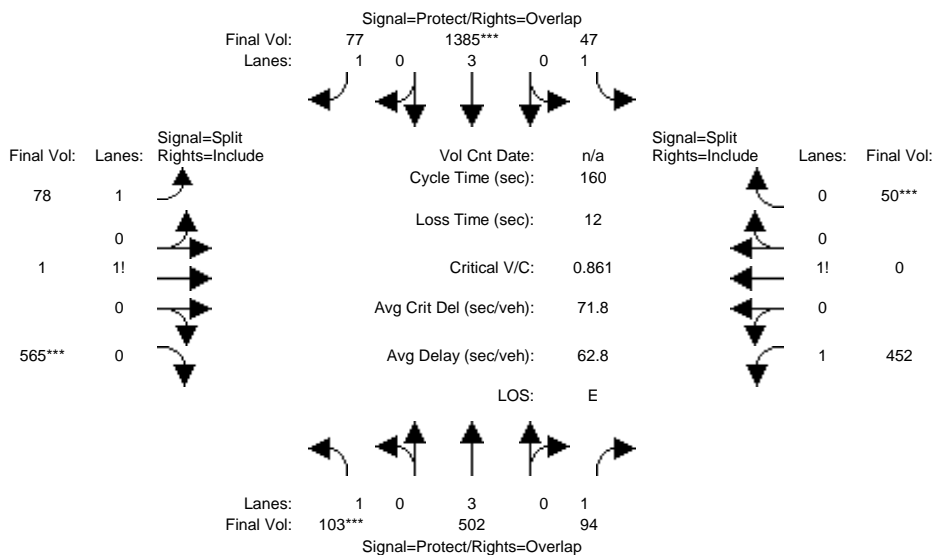 Signal=Protect/Rights=Overlap
Final Vol: 77 1385*** 47
Lanes: 1 0 3 0 1
Signal=Split Signal=Split
Final Vol: Lanes: Rights=Include Vol Cnt Date: n/a Rights=Include Lanes: Final Vol:
Cycle Time (sec): 160
78 1 0 50***
Loss Time (sec): 12
0 0
1 1! Critical V/C: 0.861 1! 0
0 Avg Crit Del (sec/veh): 71.8 0
565*** 0 Avg Delay (sec/veh): 62.8 1 452
LOS: E
Lanes: 1 0 3 0 1
Final Vol: 103*** 502 94
Signal=Protect/Rights=Overlap